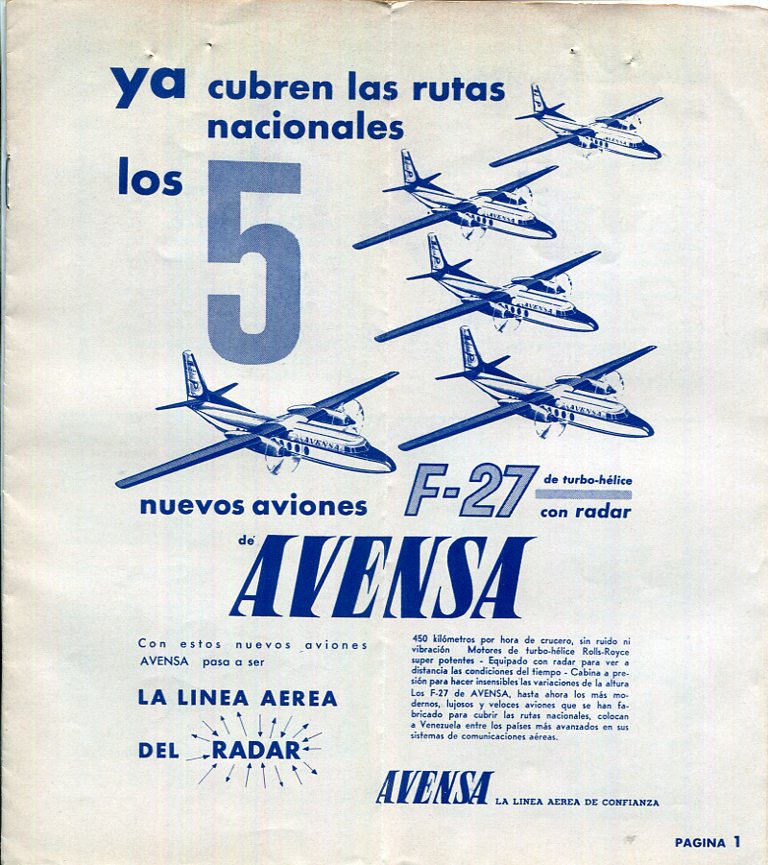 ya cubren las rutas
nacionales
los 5
AVENSA
AVENSA
AVENSA
AVENSA
AVENSA
nuevos aviones F-27 de turbo-hélice
con radar
de AVENSA
Con estos nuevos aviones
AVENSA pasa a ser
LA LINEA AEREA
DEL RADAR
450 kilómetros por hora de crucero, sin ruido ni
vibración Motores de turbo-hélice Rolls-Royce
super potentes - Equipado con radar para ver a
distancia las condiciones del tiempo - Cabina a pre-
sión para hacer insensibles las variaciones de la altura
Los F-27 de AVENSA, hasta ahora los más mo-
dernos, lujosos y veloces aviones que se han fa-
bricado para cubrir las rutas nacionales, colocan
a Venezuela entre los países más avanzados en sus
sistemas de comunicaciones aéreas.
AVENSA LA LINEA AEREA DE CONFIANZA
PAGINA 1